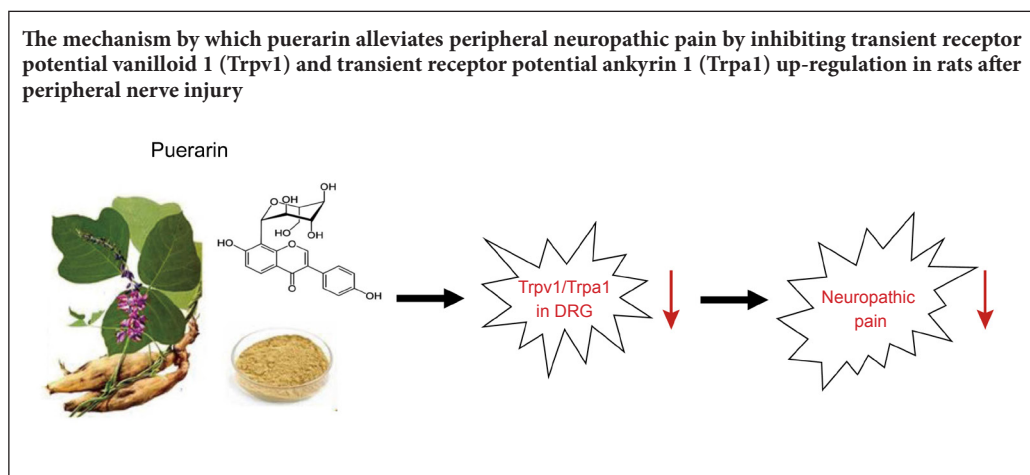 The mechanism by which puerarin alleviates peripheral neuropathic pain by inhibiting transient receptor
potential vanilloid 1 (Trpv1) and transient receptor potential ankyrin 1 (Trpa1) up-regulation in rats after
peripheral nerve injury
Puerarin
OH
OH
O
OH
HO
OH
HO
O
O
OH
Trpv1/Trpa1
in DRG
Neuropathic
pain